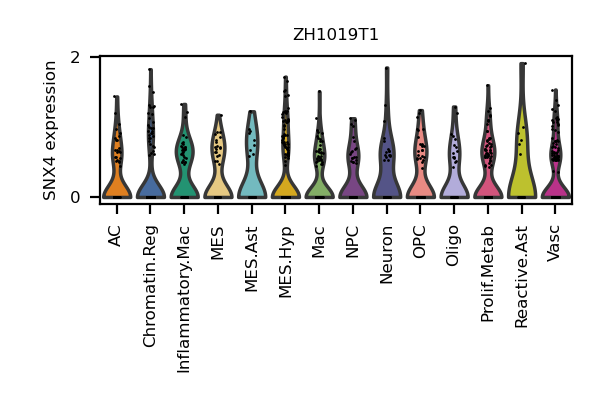 ZH1019T1
SNX4 expression
2
0
AC
Chromatin.Reg
Inflammatory.Mac
MES
MES.Ast
MES.Hyp
Mac
NPC
Neuron
OPC
Oligo
Prolif.Metab
Reactive.Ast
Vasc